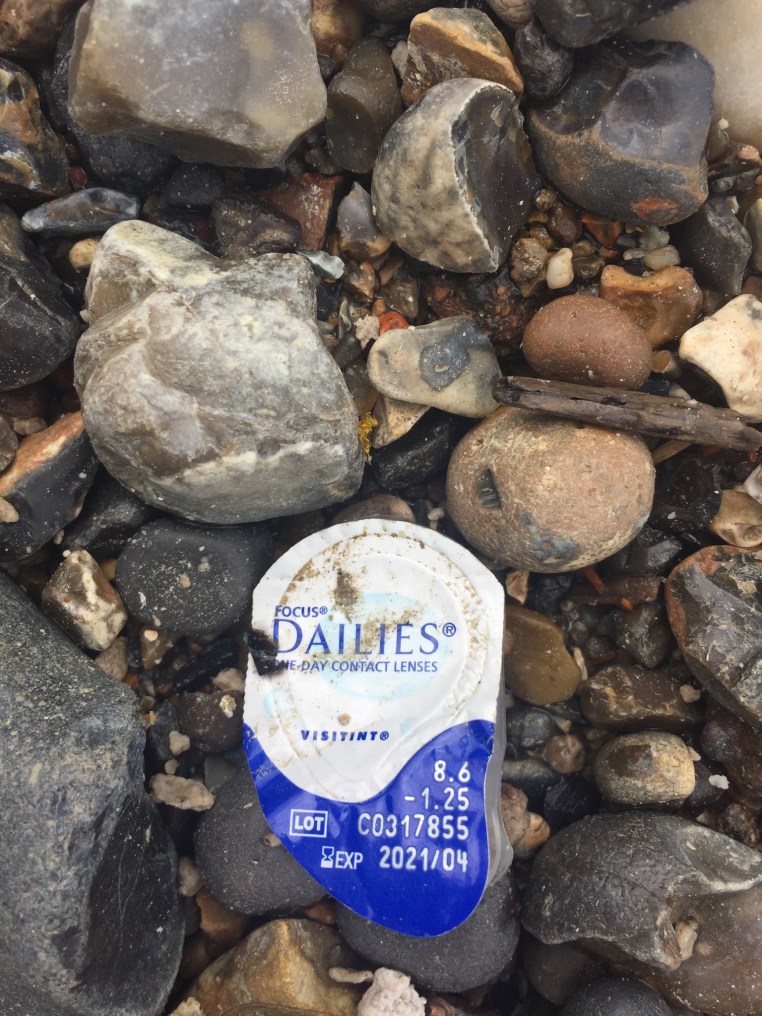 FOCUS®
DAILIES®
ONE-DAY CONTACT LENSES
VISITINT®
8.6
-1.25
LOT C0317855
EXP 2021/04